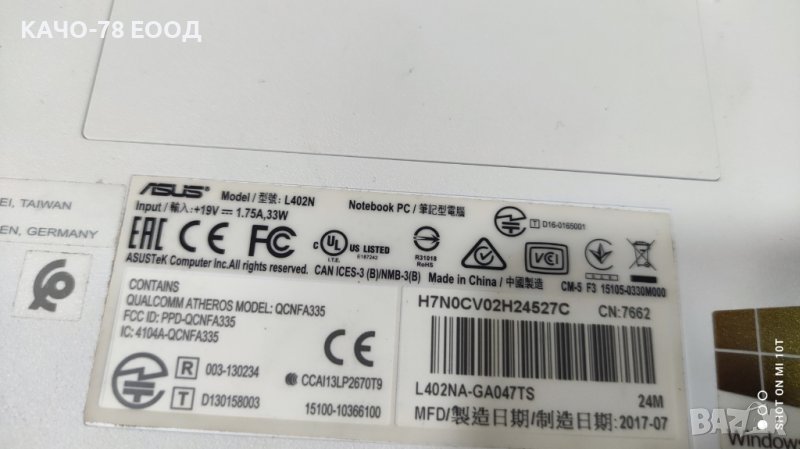 КАЧО-78 ЕООД
EI, TAIWAN
EN, GERMANY
ASUS Model / 型號: L402N Notebook PC / 筆記型電腦
Input / 輸入: +19V 1.75A,33W
T D16-0165001
EAC CE FC c UL US LISTED
I.T.E. E187242
R31018
RoHS
VCI
ASUSTeK Computer Inc.All rights reserved. CAN ICES-3 (B)/NMB-3(B) Made in China / 中國製造 CM-5 F3 15105-0330M000
CONTAINS
QUALCOMM ATHEROS MODEL: QCNFA335
FCC ID: PPD-QCNFA335
IC: 4104A-QCNFA335
R 003-130234
T D130158003
CE
CCAI13LP2670T9
15100-10366100
H7N0CV02H24527C CN:7662
L402NA-GA047TS 24M
MFD/製造日期/制造日期: 2017-07
Windows
SHOT ON MI 10T
BAZAR